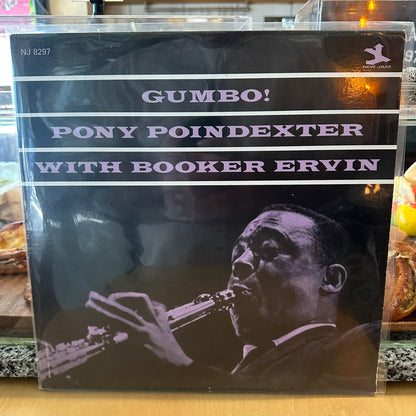 NJ 8297
NEW JAZZ
GUMBO!
PONY POINDEXTER
WITH BOOKER ERVIN